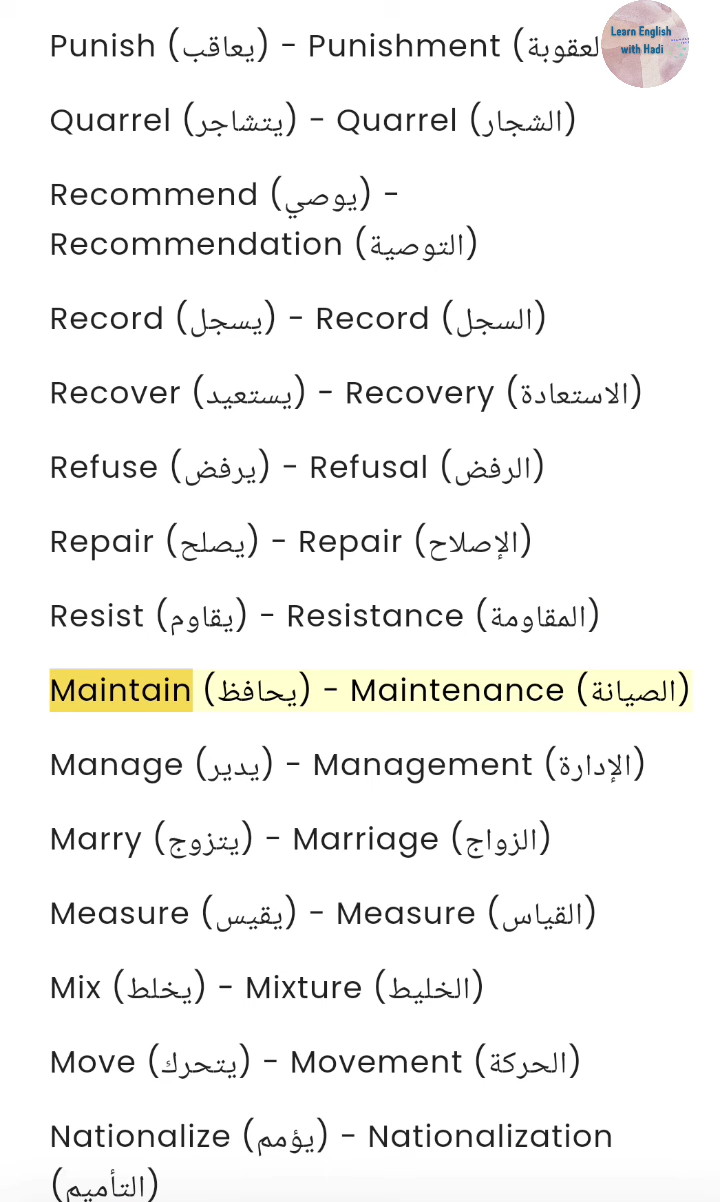 Punish (يعاقب) - Punishment (لعقوبة
Learn English
with Hadi
Quarrel (يتشاجر) - Quarrel (الشجار)
Recommend (يوصي) -
Recommendation (التوصية)
Record (يسجل) - Record (السجل)
Recover (يستعيد) - Recovery (الاستعادة)
Refuse (يرفض) - Refusal (الرفض)
Repair (يصلح) - Repair (الإصلاح)
Resist (يقاوم) - Resistance (المقاومة)
Maintain (يحافظ) - Maintenance (الصيانة)
Manage (يدير) - Management (الإدارة)
Marry (يتزوج) - Marriage (الزواج)
Measure (يقيس) - Measure (القياس)
Mix (يخلط) - Mixture (الخليط)
Move (يتحرك) - Movement (الحركة)
Nationalize (يؤمم) - Nationalization
(التأميم)